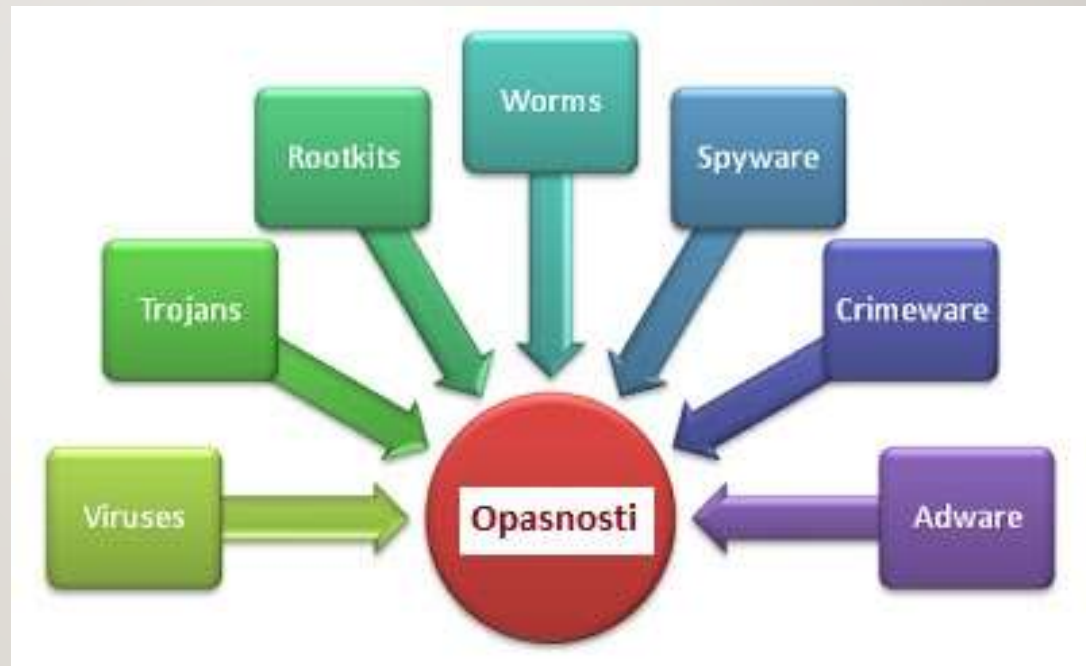 Worms
Rootkits
Spyware
Trojans
Crimeware
Viruses
Opasnosti
Adware